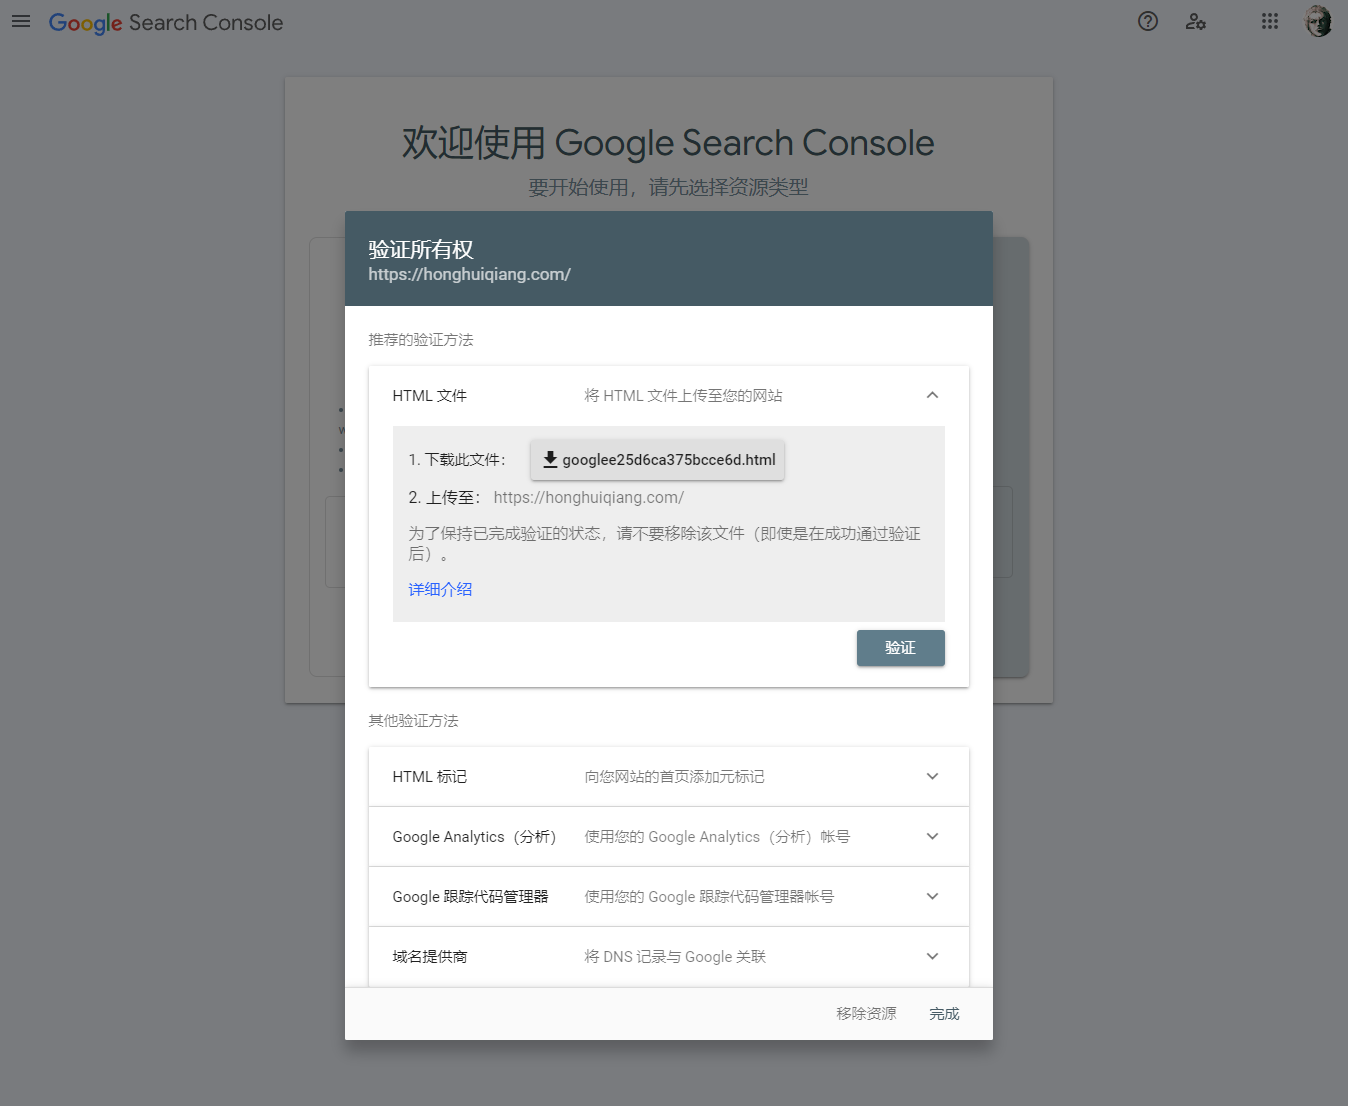 Google Search Console
欢迎使用 Google Search Console
要开始使用，请先选择资源类型
验证所有权
https://honghuiqiang.com/
推荐的验证方法
HTML 文件 将 HTML 文件上传至您的网站
1. 下载此文件： googlee25d6ca375bcce6d.html
2. 上传至： https://honghuiqiang.com/
为了保持已完成验证的状态，请不要移除该文件（即使是在成功通过验证
后）。
详细介绍
验证
其他验证方法
HTML 标记 向您网站的首页添加元标记
Google Analytics（分析） 使用您的 Google Analytics（分析）帐号
Google 跟踪代码管理器 使用您的 Google 跟踪代码管理器帐号
域名提供商 将 DNS 记录与 Google 关联
移除资源 完成